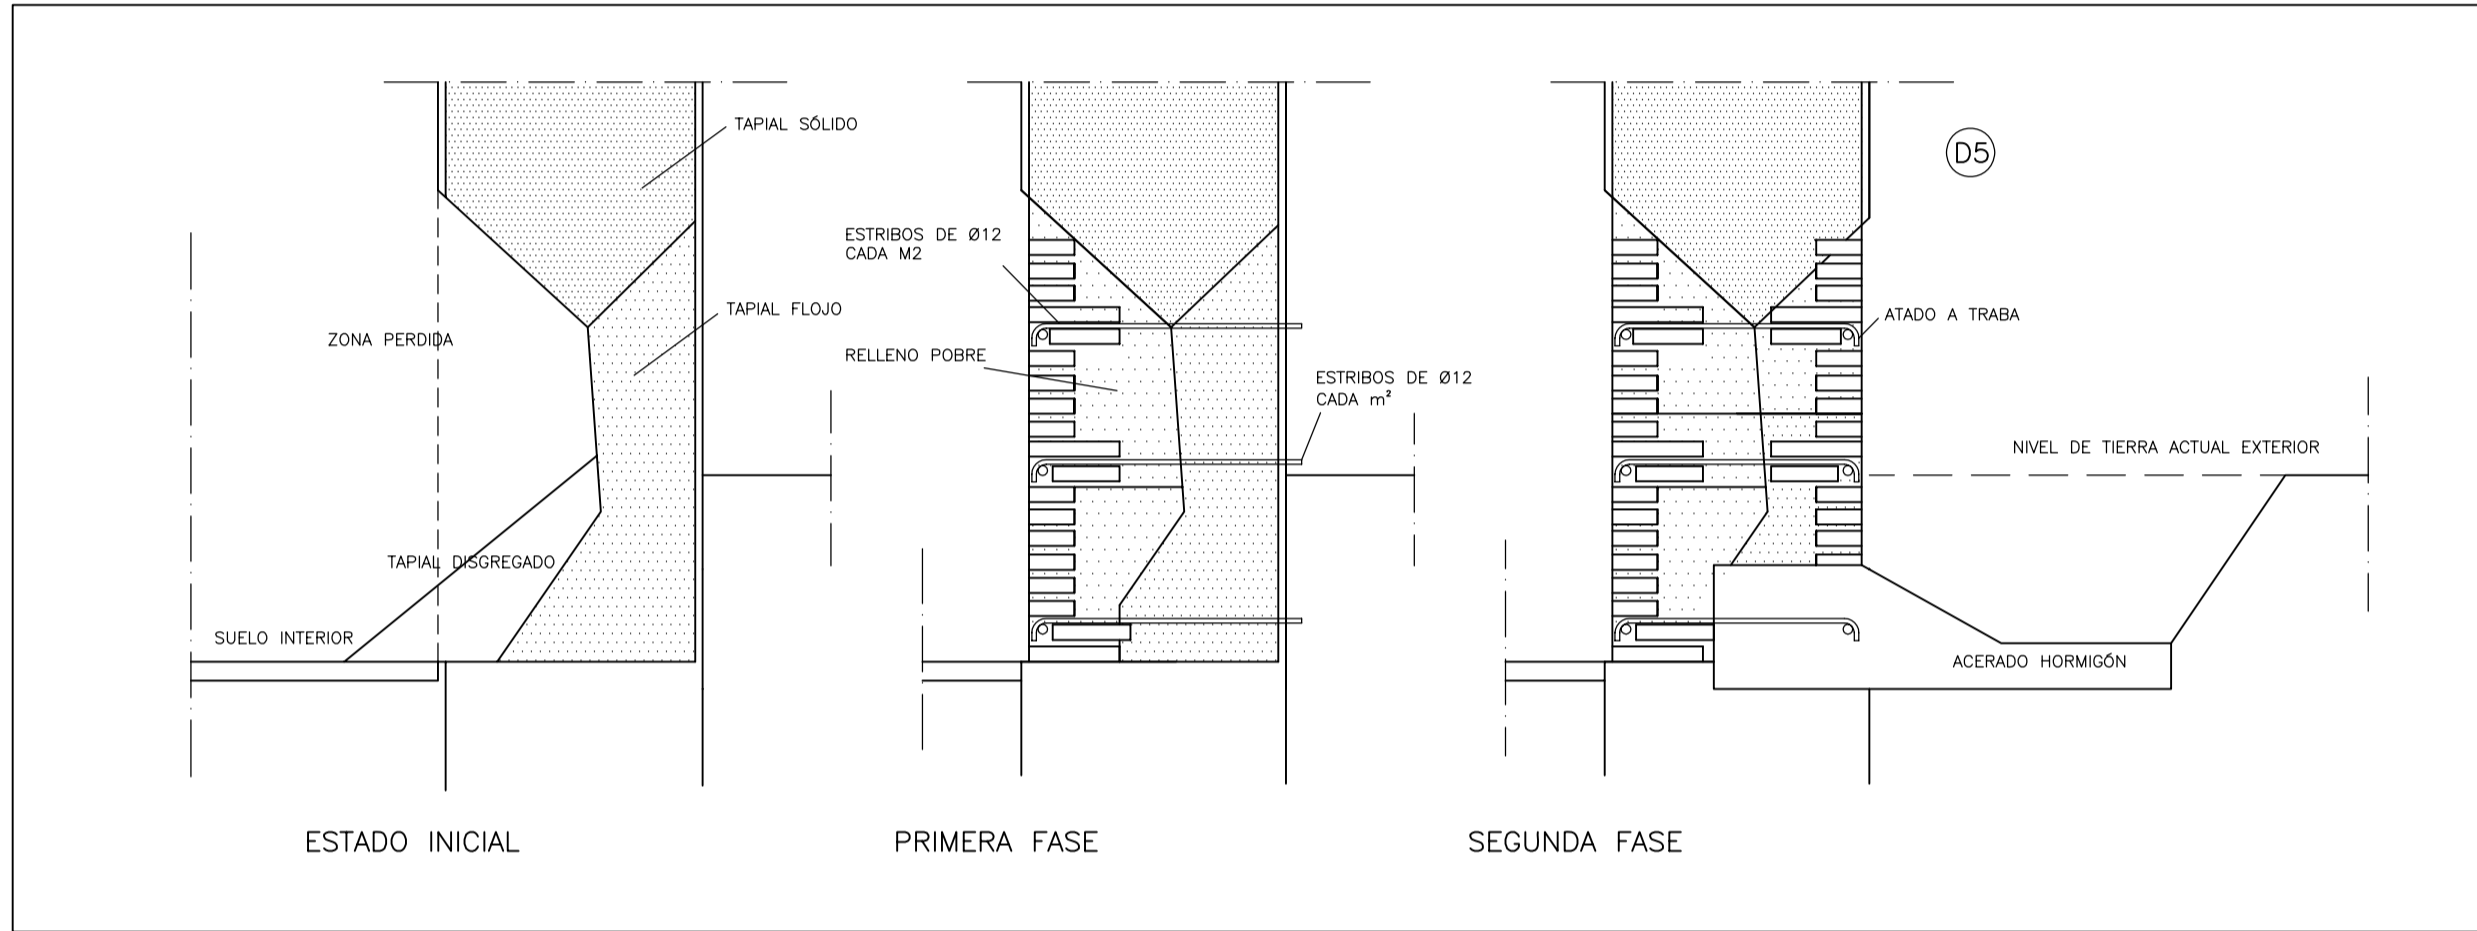 TAPIAL SÓLIDO
TAPIAL FLOJO
ZONA PERDIDA
TAPIAL DISGREGADO
SUELO INTERIOR
ESTADO INICIAL
ESTRIBOS DE Ø12
CADA M2
RELLENO POBRE
ESTRIBOS DE Ø12
CADA m²
PRIMERA FASE
D5
ATADO A TRABA
NIVEL DE TIERRA ACTUAL EXTERIOR
ACERADO HORMIGÓN
SEGUNDA FASE